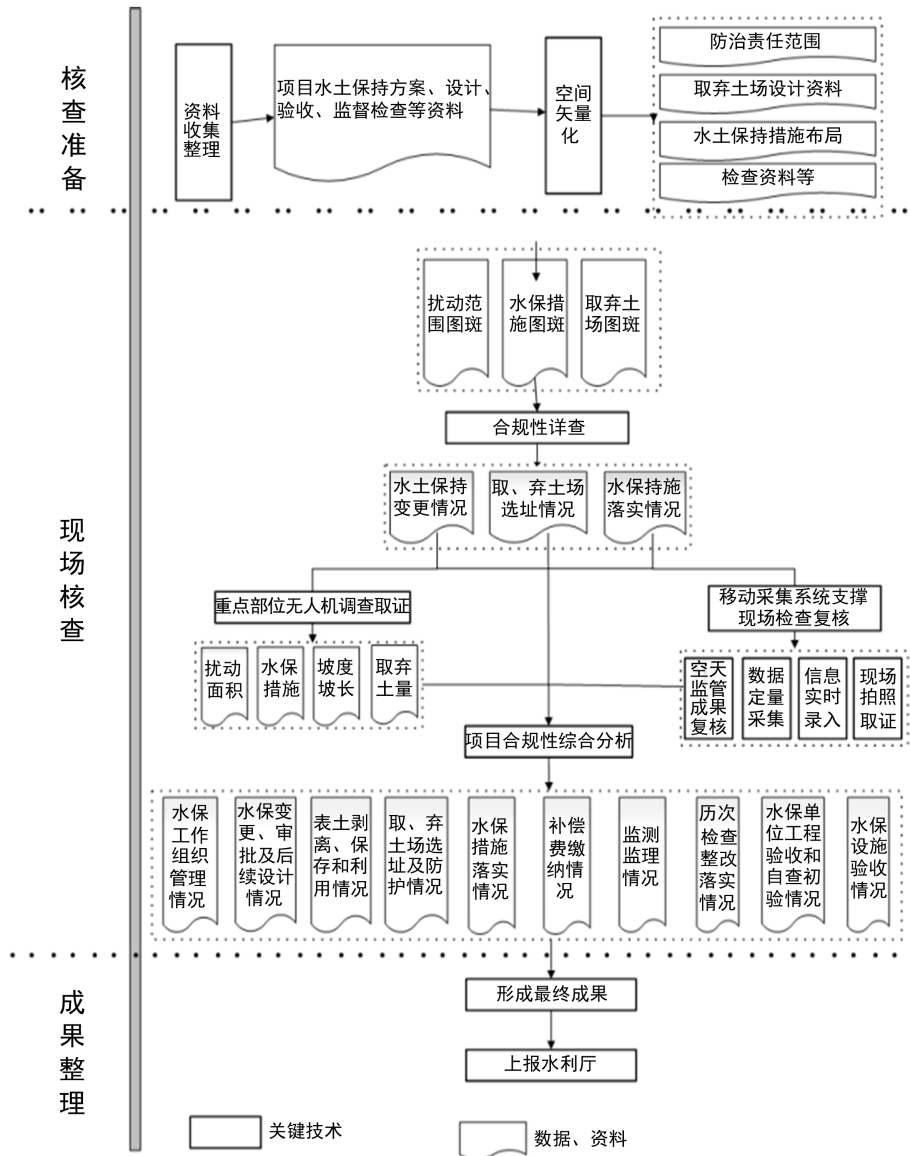 核
查
准
备
资料
收集
整理
项目水土保持方案、设计、
验收、监督检查等资料
空间
矢量
化
防治责任范围
取弃土场设计资料
水土保持措施布局
检查资料等
现
场
核
查
扰动范
围图斑
水保措
施图斑
取弃土
场图斑
合规性详查
水土保持
变更情况
取、弃土场
选址情况
水保持施
落实情况
重点部位无人机调查取证
移动采集系统支撑
现场检查复核
扰动
面积
水保
措施
坡度
坡长
取弃
土量
空天
监管
成果
复核
数据
定量
采集
信息
实时
录入
现场
拍照
取证
项目合规性综合分析
水保
工作
组织
管理
情况
水保变
更、审
批及后
续设计
情况
表土剥
离、保
存和利
用情况
取、弃
土场选
址及防
护情况
水保
措施
落实
情况
补偿
费缴
纳情
况
监测
监理
情况
历次
检查
整改
落实
情况
水保单
位工程
验收和
自查初
验情况
水保
设施
验收
情况
成
果
整
理
形成最终成果
上报水利厅
关键技术
数据、资料